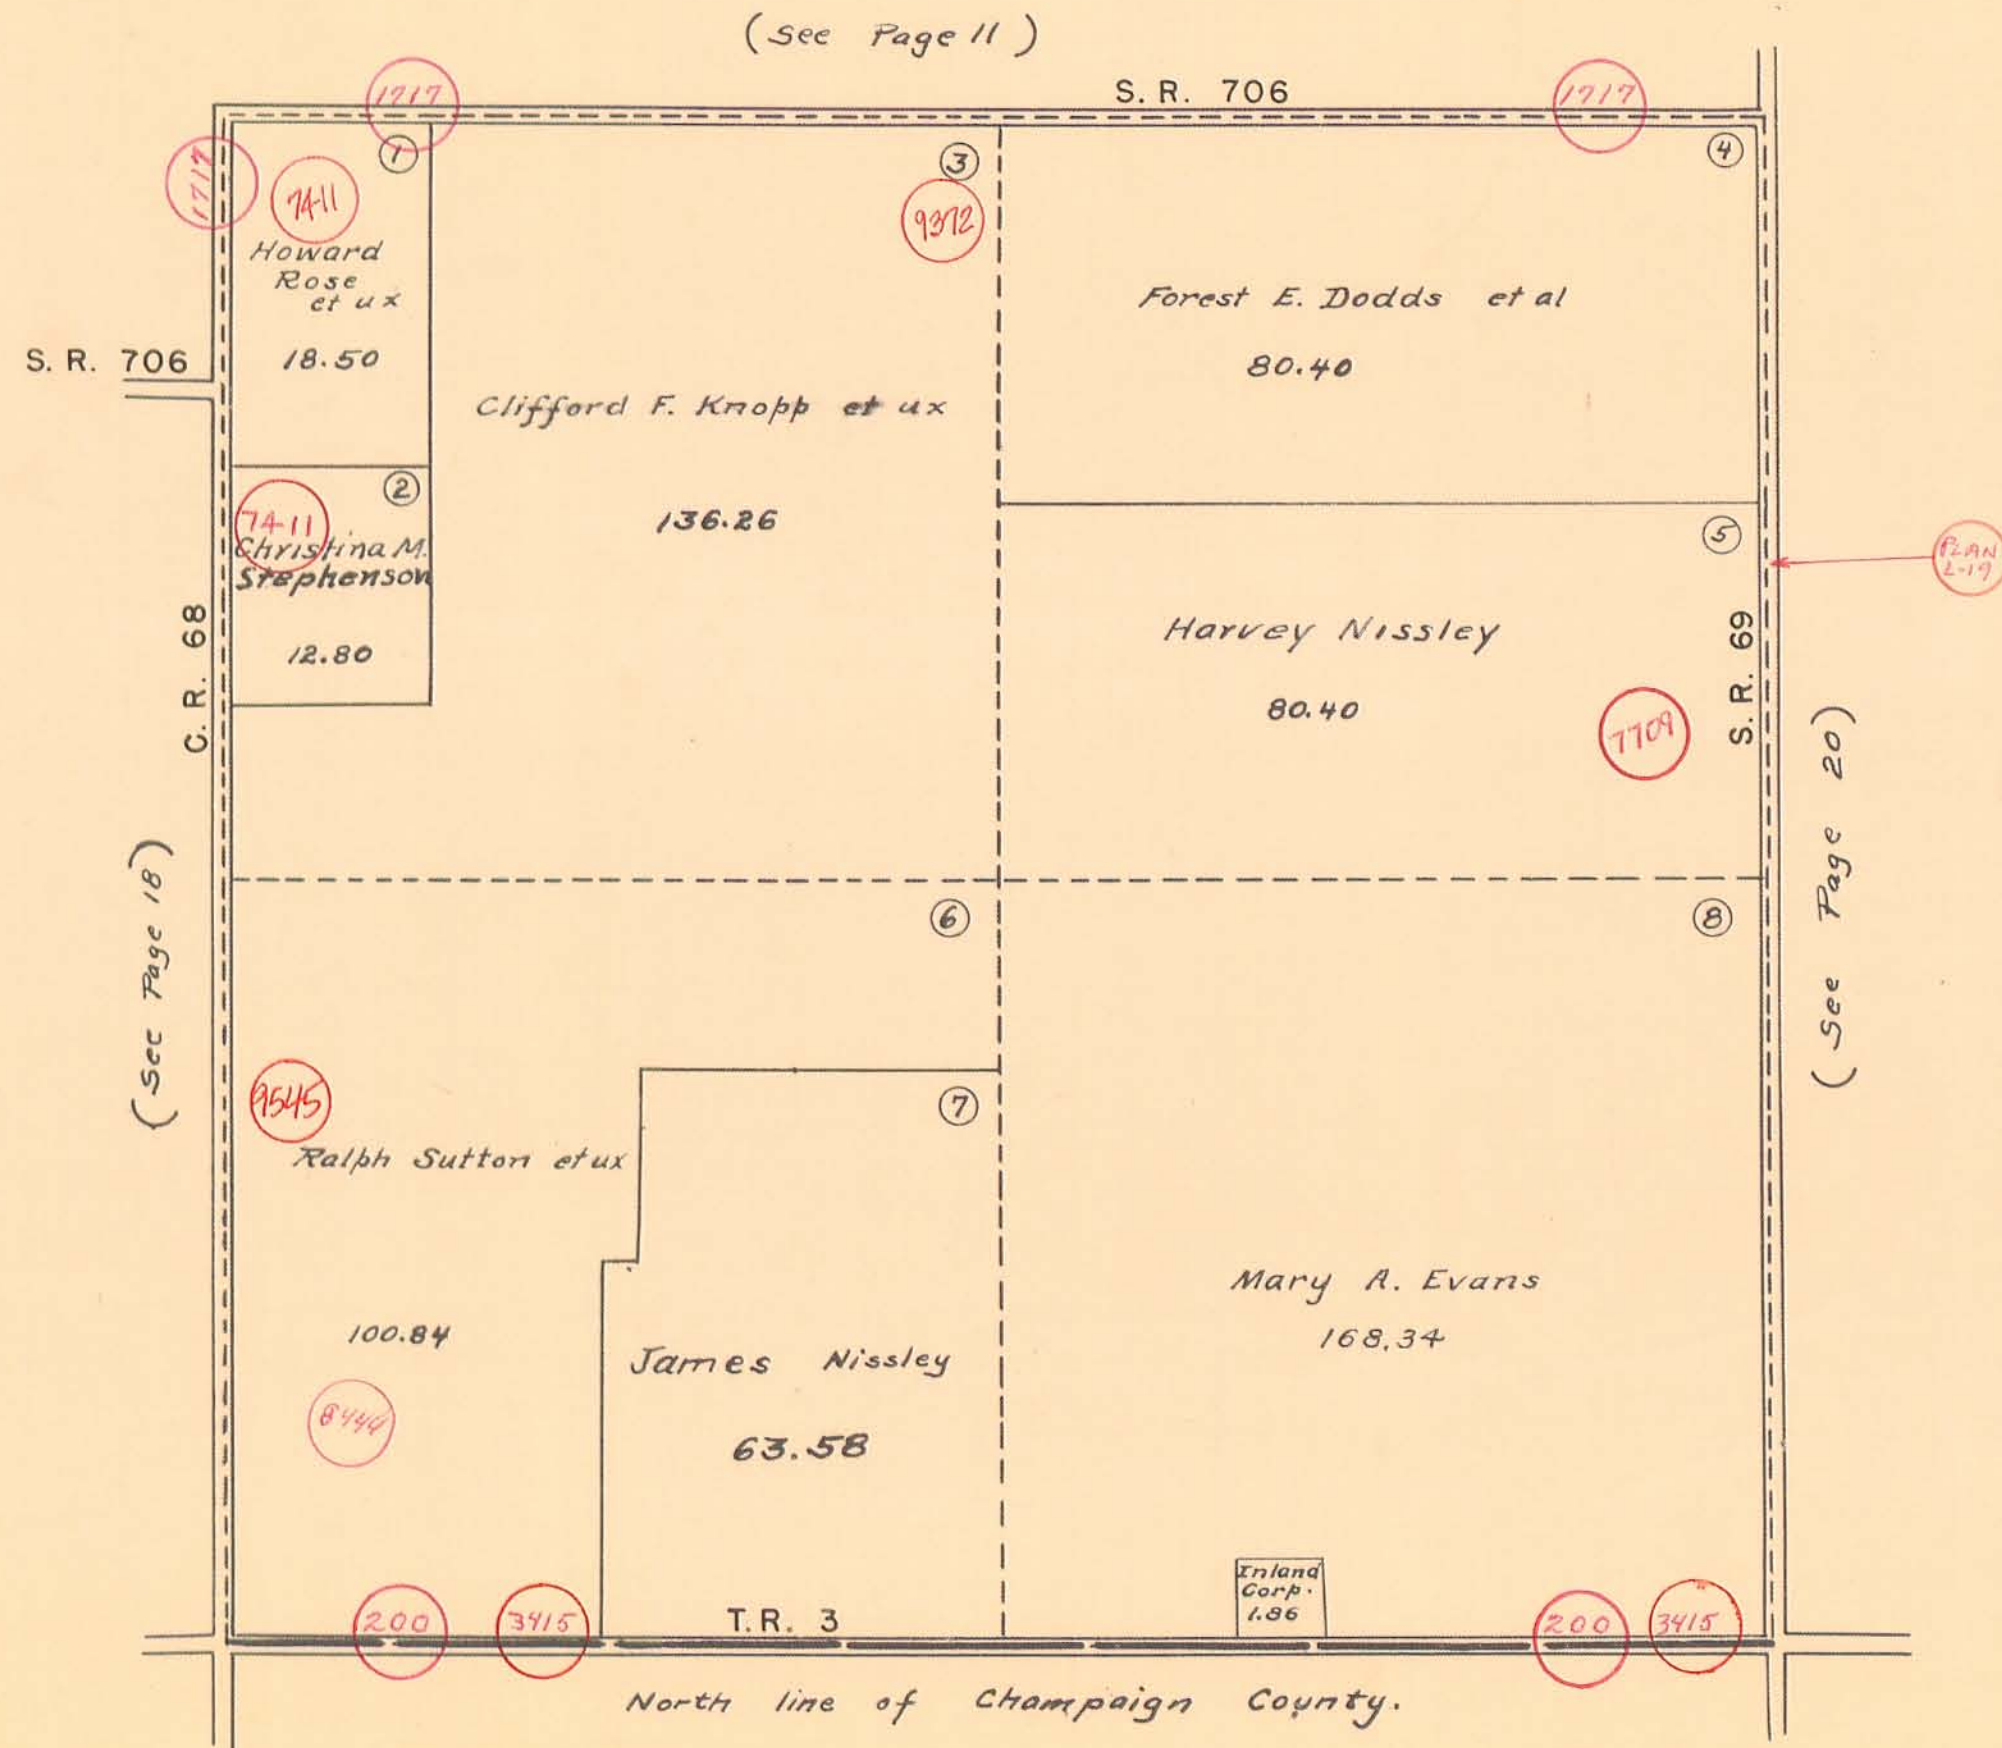 (See Page 11)
S. R. 706
1717
1717
1717
1
74-11
Howard
Rose
et ux
18.50
3
9372
4
Forest E. Dodds et al
80.40
S. R. 706
Clifford F. Knopp et ux
136.26
2
74-11
Christina M.
Stephenson
12.80
5
PLAN
L-19
Harvey Nissley
80.40
7709
C. R. 68
S. R. 69
(See Page 18)
(See Page 20)
6
8
9545
Ralph Sutton et ux
100.84
8444
7
James Nissley
63.58
Mary A. Evans
168.34
Inland
Corp.
1.86
200
3415
T. R. 3
200
3415
North line of Champaign County.